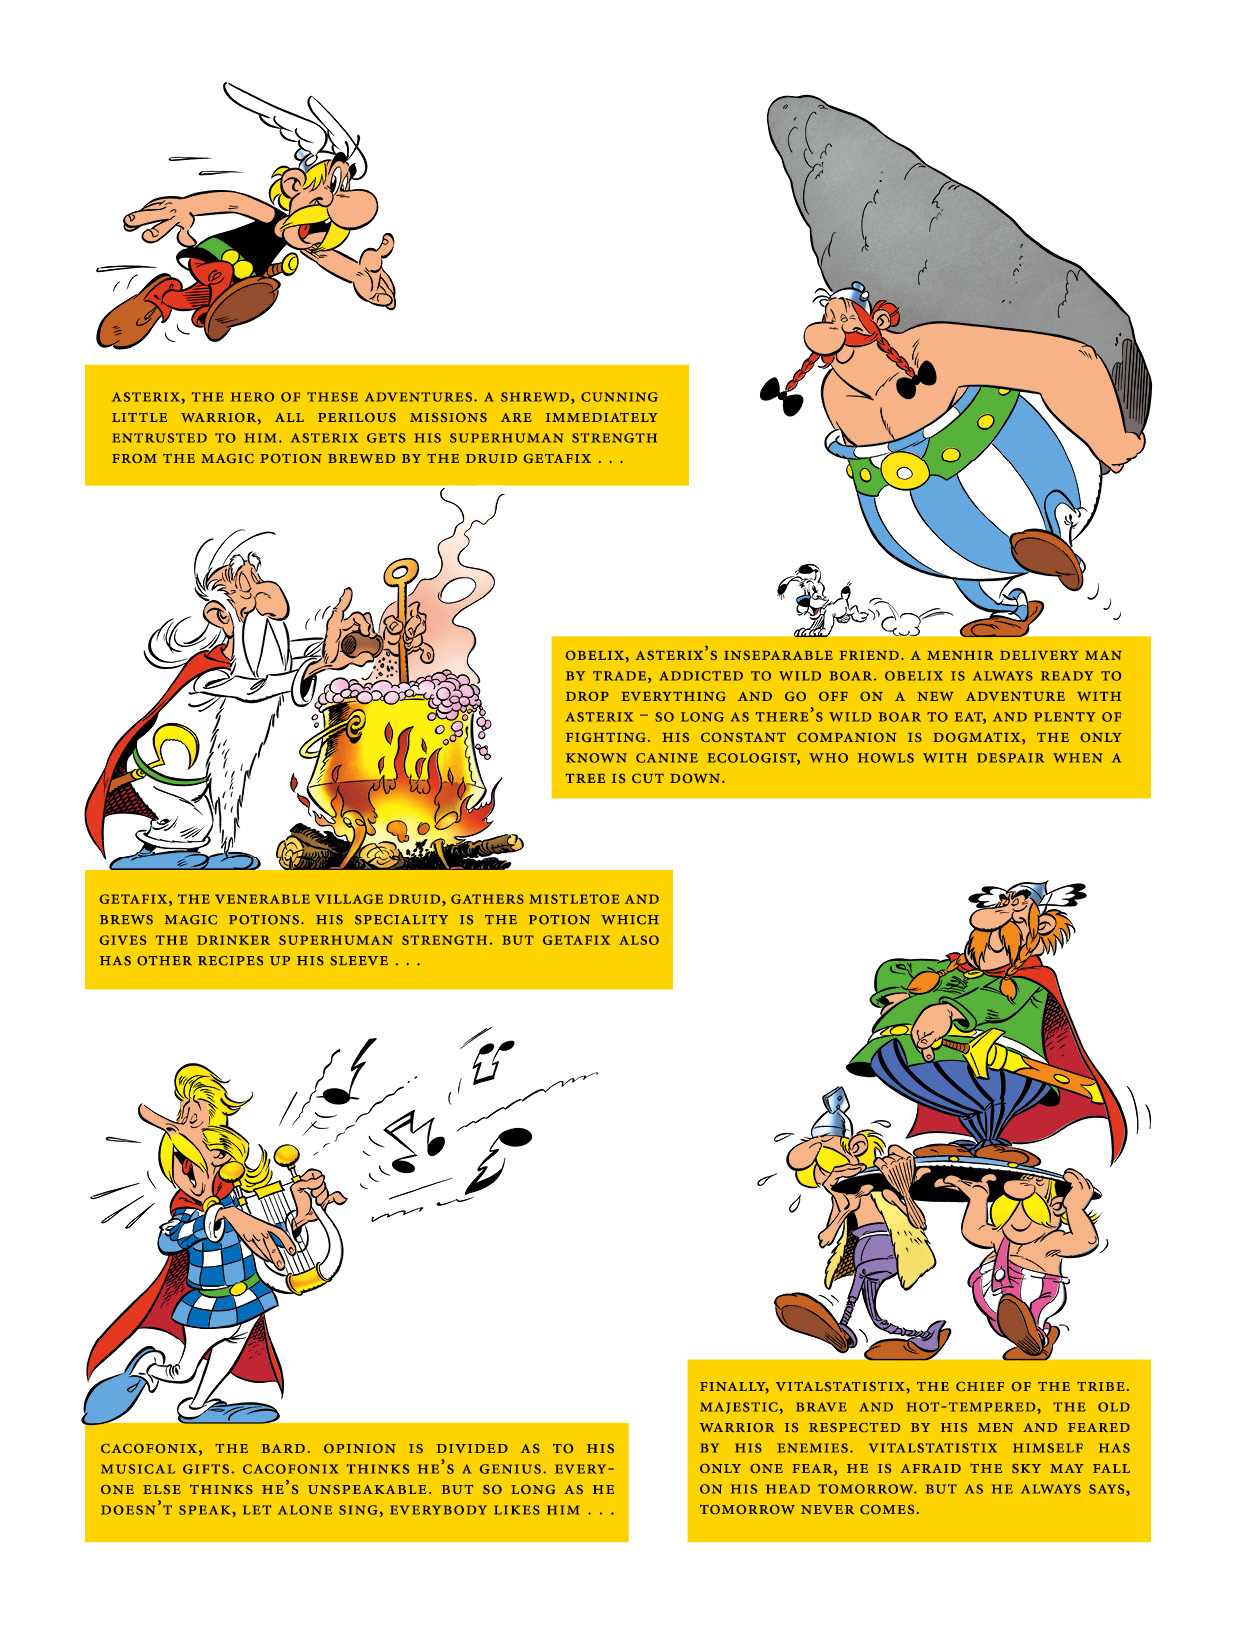 ASTERIX, THE HERO OF THESE ADVENTURES. A SHREWD, CUNNING
LITTLE WARRIOR, ALL PERILOUS MISSIONS ARE IMMEDIATELY
ENTRUSTED TO HIM. ASTERIX GETS HIS SUPERHUMAN STRENGTH
FROM THE MAGIC POTION BREWED BY THE DRUID GETAFIX . . .
OBELIX, ASTERIX'S INSEPARABLE FRIEND. A MENHIR DELIVERY MAN
BY TRADE, ADDICTED TO WILD BOAR. OBELIX IS ALWAYS READY TO
DROP EVERYTHING AND GO OFF ON A NEW ADVENTURE WITH
ASTERIX – SO LONG AS THERE'S WILD BOAR TO EAT, AND PLENTY OF
FIGHTING. HIS CONSTANT COMPANION IS DOGMATIX, THE ONLY
KNOWN CANINE ECOLOGIST, WHO HOWLS WITH DESPAIR WHEN A
TREE IS CUT DOWN.
GETAFIX, THE VENERABLE VILLAGE DRUID, GATHERS MISTLETOE AND
BREWS MAGIC POTIONS. HIS SPECIALITY IS THE POTION WHICH
GIVES THE DRINKER SUPERHUMAN STRENGTH. BUT GETAFIX ALSO
HAS OTHER RECIPES UP HIS SLEEVE . . .
CACOFONIX, THE BARD. OPINION IS DIVIDED AS TO HIS
MUSICAL GIFTS. CACOFONIX THINKS HE'S A GENIUS. EVERY-
ONE ELSE THINKS HE'S UNSPEAKABLE. BUT SO LONG AS HE
DOESN'T SPEAK, LET ALONE SING, EVERYBODY LIKES HIM . . .
FINALLY, VITALSTATISTIX, THE CHIEF OF THE TRIBE.
MAJESTIC, BRAVE AND HOT-TEMPERED, THE OLD
WARRIOR IS RESPECTED BY HIS MEN AND FEARED
BY HIS ENEMIES. VITALSTATISTIX HIMSELF HAS
ONLY ONE FEAR, HE IS AFRAID THE SKY MAY FALL
ON HIS HEAD TOMORROW. BUT AS HE ALWAYS SAYS,
TOMORROW NEVER COMES.